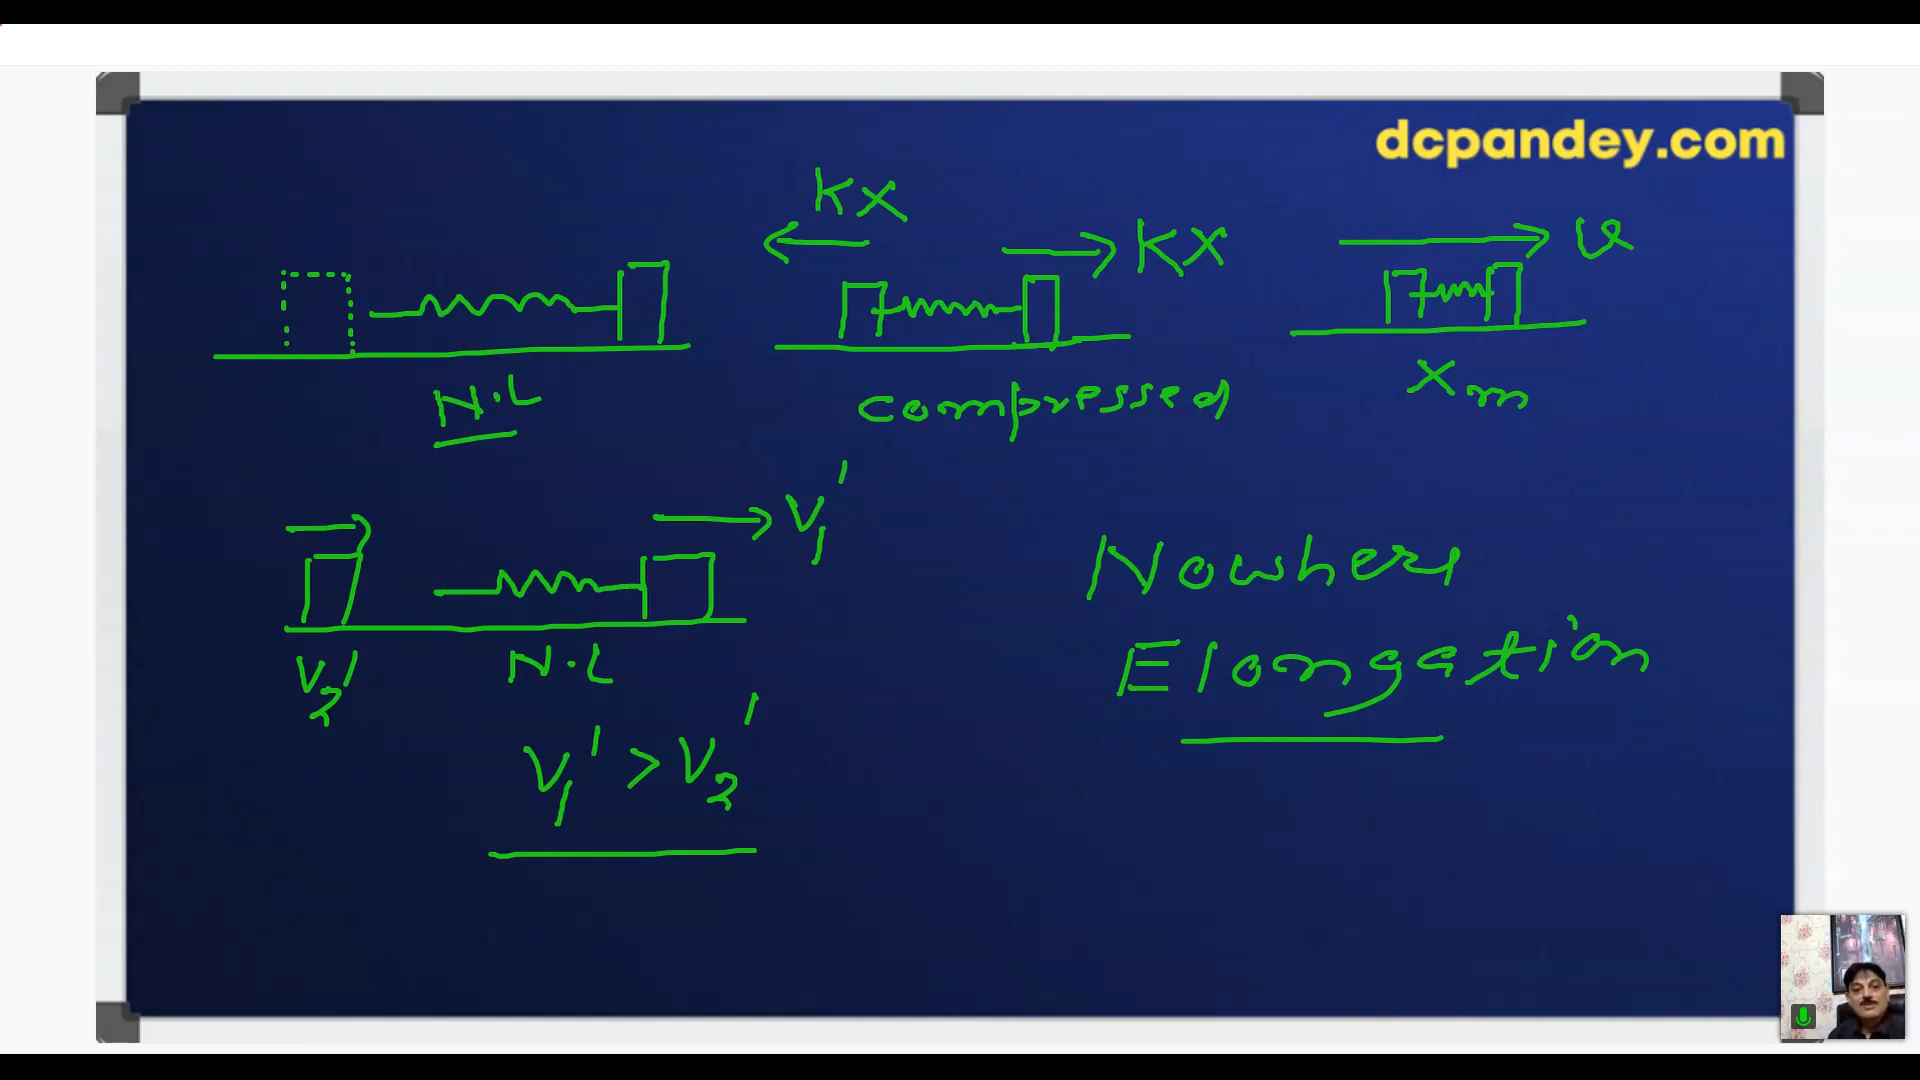 dcpandey.com
KX
KX
v
N.L
compressed
Xm
V1'
Nowhere
V2'
N.L
Elongation
V1' > V2'